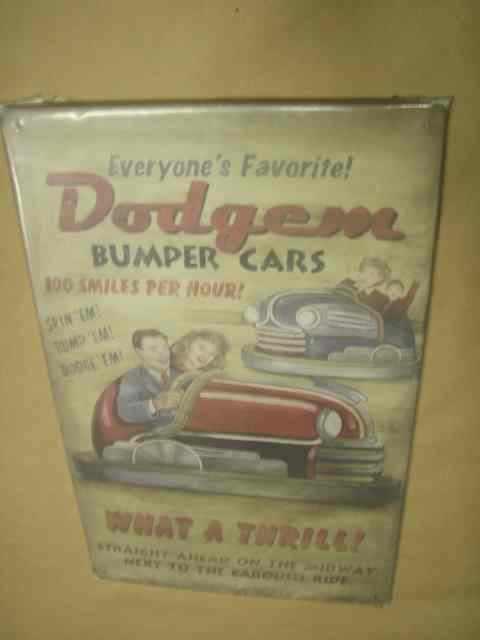 Everyone's Favorite!
Dodgem
BUMPER CARS
100 SMILES PER HOUR!
SPIN 'EM!
BUMP 'EM!
DODGE 'EM!
WHAT A THRILL!
STRAIGHT AHEAD ON THE MIDWAY
NEXT TO THE CAROUSEL RIDE